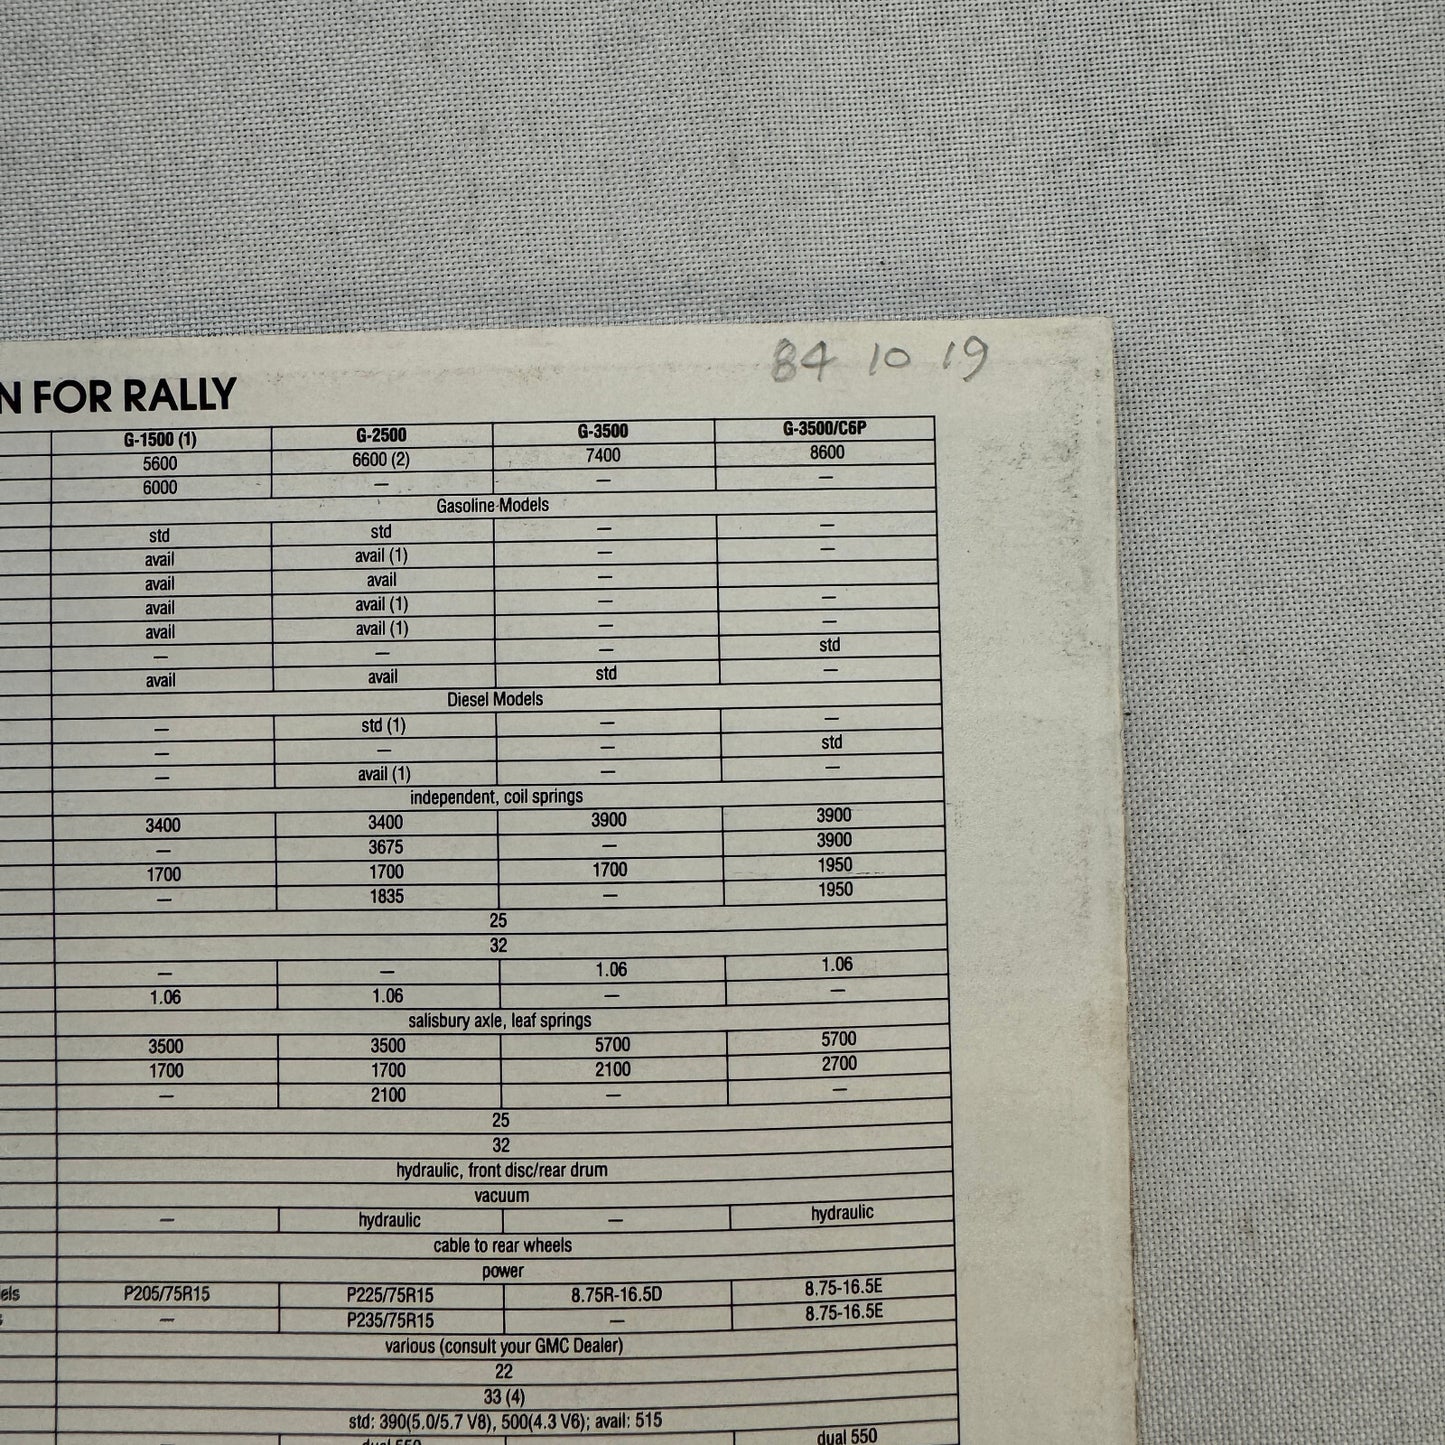 84 10 19
N FOR RALLY
G-1500 (1) G-2500 G-3500 G-3500/C6P
5600 6600 (2) 7400 8600
6000 — — —
Gasoline Models
std std — —
avail avail (1) — —
avail avail —
avail avail (1) — —
avail avail (1) — —
— — — std
avail avail std —
Diesel Models
— std (1) — —
— — — std
— avail (1) — —
independent, coil springs
3400 3400 3900 3900
— 3675 — 3900
1700 1700 1700 1950
— 1835 — 1950
25
32
— — 1.06 1.06
1.06 1.06 — —
salisbury axle, leaf springs
3500 3500 5700 5700
1700 1700 2100 2700
— 2100 — —
25
32
hydraulic, front disc/rear drum
vacuum
— hydraulic — hydraulic
cable to rear wheels
power
els P205/75R15 P225/75R15 8.75R-16.5D 8.75-16.5E
— P235/75R15 — 8.75-16.5E
various (consult your GMC Dealer)
22
33 (4)
std: 390(5.0/5.7 V8), 500(4.3 V6); avail: 515
— dual 550 — dual 550